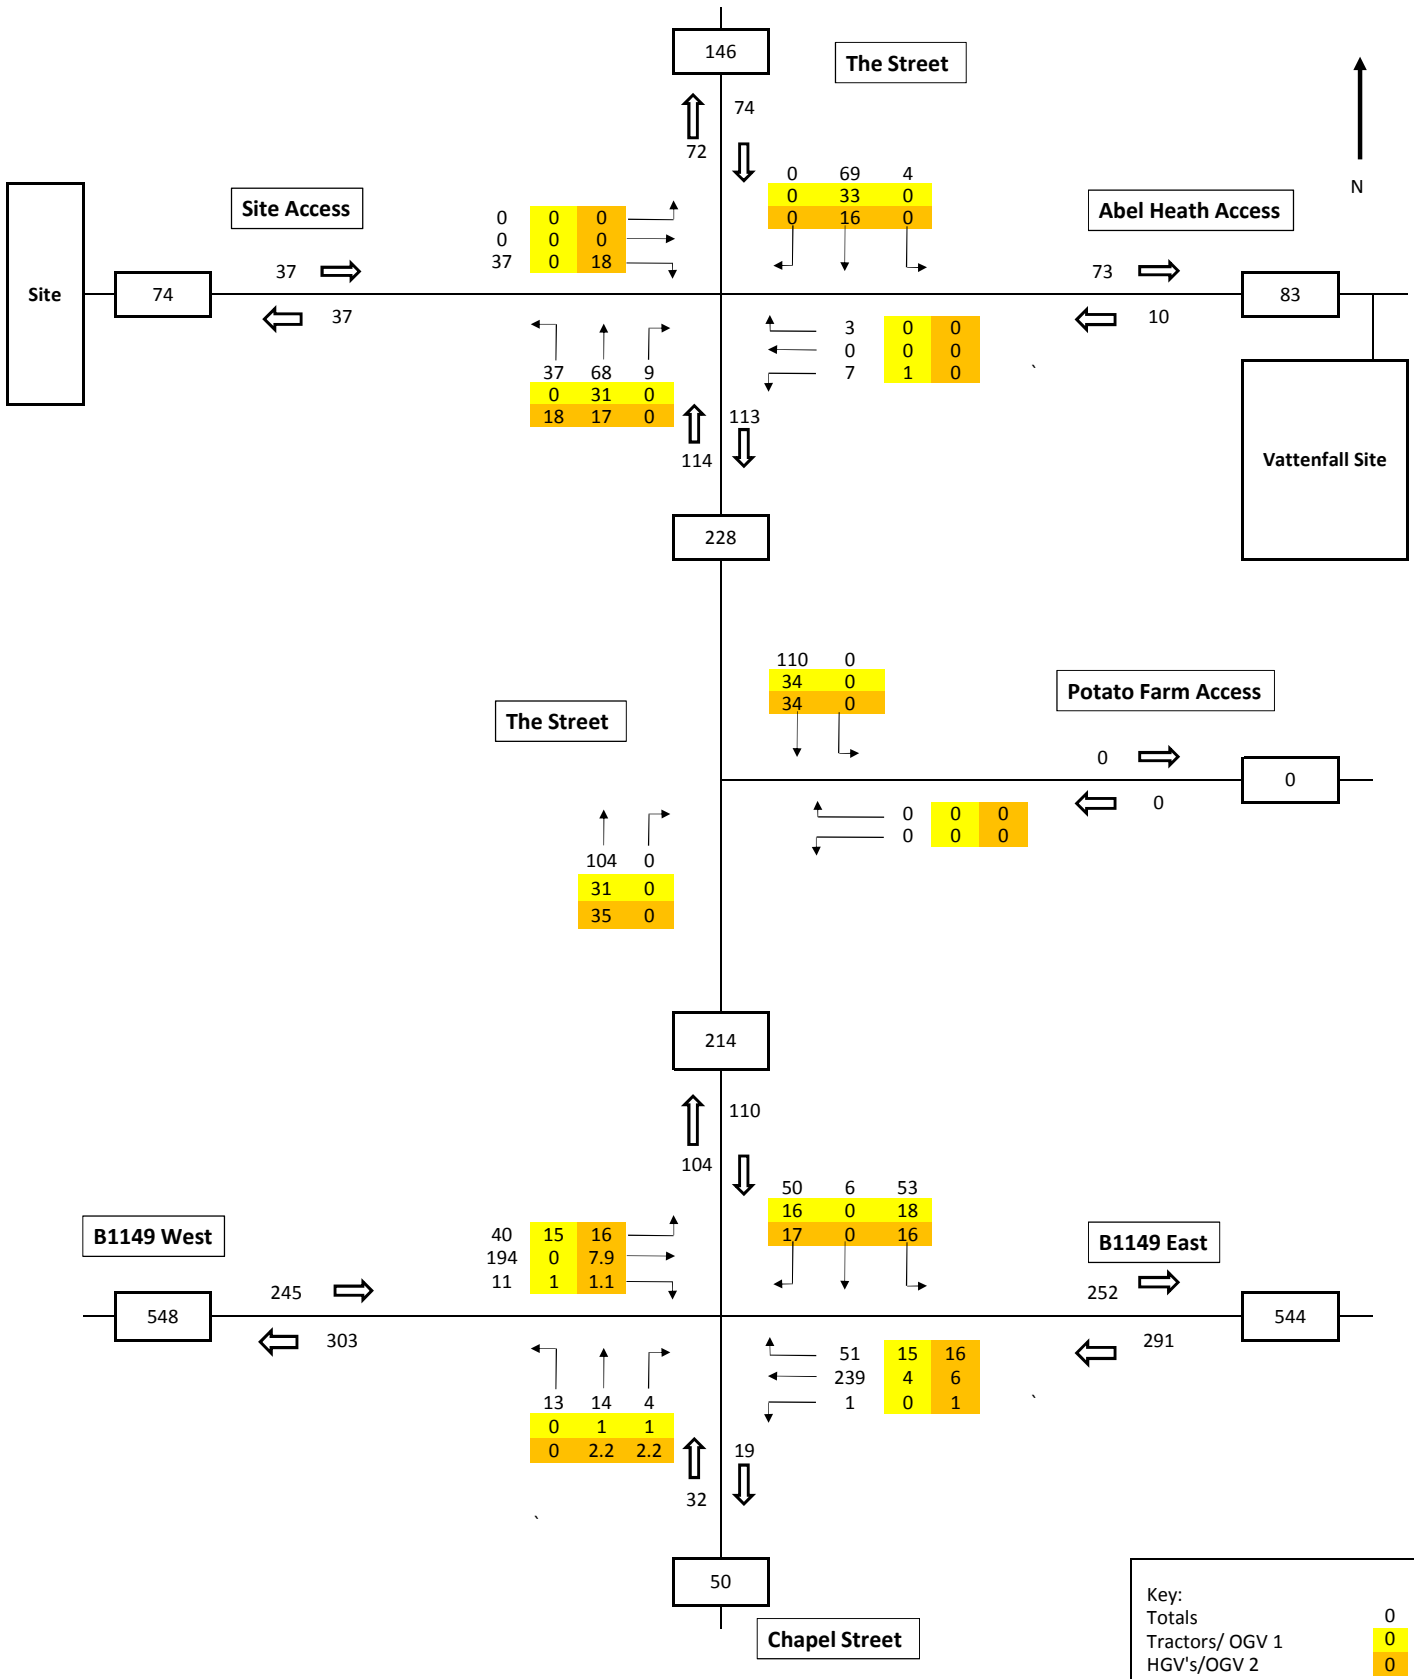 146
The Street
74
72
N
0 69 4
0 33 0
0 16 0
Site Access
Abel Heath Access
0 0 0
0 0 0
37 0 18
Site
74
37
37
73
10
83
3 0 0
0 0 0
7 1 0
`
37 68 9
0 31 0
18 17 0
113
114
Vattenfall Site
228
110 0
34 0
34 0
Potato Farm Access
The Street
0
0
0
0 0 0
0 0 0
104 0
31 0
35 0
214
110
104
50 6 53
16 0 18
17 0 16
B1149 West
40 15 16
194 0 7.9
11 1 1.1
B1149 East
245
252
548
544
303
291
51 15 16
239 4 6
1 0 1
`
13 14 4
0 1 1
0 2.2 2.2
19
32
`
50
Chapel Street
Key:
Totals 0
Tractors/ OGV 1 0
HGV's/OGV 2 0